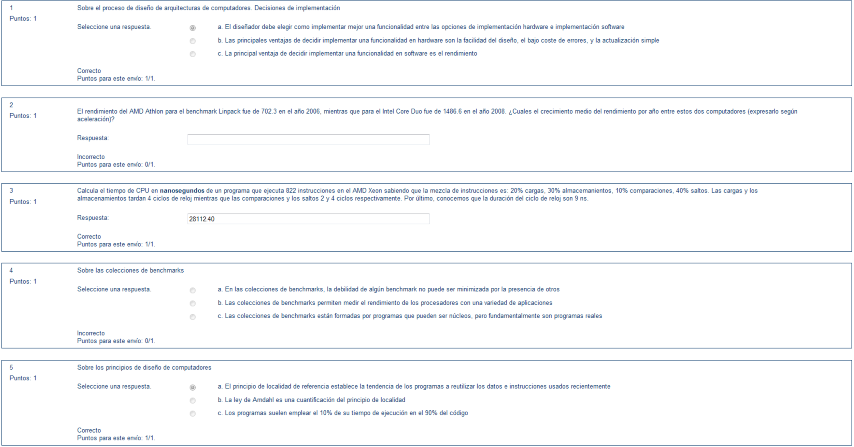 1
Puntos: 1
Sobre el proceso de diseño de arquitecturas de computadores. Decisiones de implementación
Seleccione una respuesta.
a. El diseñador debe elegir como implementar mejor una funcionalidad entre las opciones de implementación hardware e implementación software
b. Las principales ventajas de decidir implementar una funcionalidad en hardware son la facilidad del diseño, el bajo coste de errores, y la actualización simple
c. La principal ventaja de decidir implementar una funcionalidad en software es el rendimiento
Correcto
Puntos para este envío: 1/1.
2
Puntos: 1
El rendimiento del AMD Athlon para el benchmark Linpack fue de 702.3 en el año 2006, mientras que para el Intel Core Duo fue de 1486.6 en el año 2008. ¿Cuales el crecimiento medio del rendimiento por año entre estos dos computadores (expresarlo según
aceleración)?
Respuesta:
Incorrecto
Puntos para este envío: 0/1.
3
Puntos: 1
Calcula el tiempo de CPU en nanosegundos de un programa que ejecuta 822 instrucciones en el AMD Xeon sabiendo que la mezcla de instrucciones es: 20% cargas, 30% almacemanientos, 10% comparaciones, 40% saltos. Las cargas y los
almacenamientos tardan 4 ciclos de reloj mientras que las comparaciones y los saltos 2 y 4 ciclos respectivamente. Por último, conocemos que la duración del ciclo de reloj son 9 ns.
Respuesta:
28112.40
Correcto
Puntos para este envío: 1/1.
4
Puntos: 1
Sobre las colecciones de benchmarks
Seleccione una respuesta.
a. En las colecciones de benchmarks, la debilidad de algún benchmark no puede ser minimizada por la presencia de otros
b. Las colecciones de benchmarks permiten medir el rendimiento de los procesadores con una variedad de aplicaciones
c. Las colecciones de benchmarks están formadas por programas que pueden ser núcleos, pero fundamentalmente son programas reales
Incorrecto
Puntos para este envío: 0/1.
5
Puntos: 1
Sobre los principios de diseño de computadores
Seleccione una respuesta.
a. El principio de localidad de referencia establece la tendencia de los programas a reutilizar los datos e instrucciones usados recientemente
b. La ley de Amdahl es una cuantificación del principio de localidad
c. Los programas suelen emplear el 10% de su tiempo de ejecución en el 90% del código
Correcto
Puntos para este envío: 1/1.